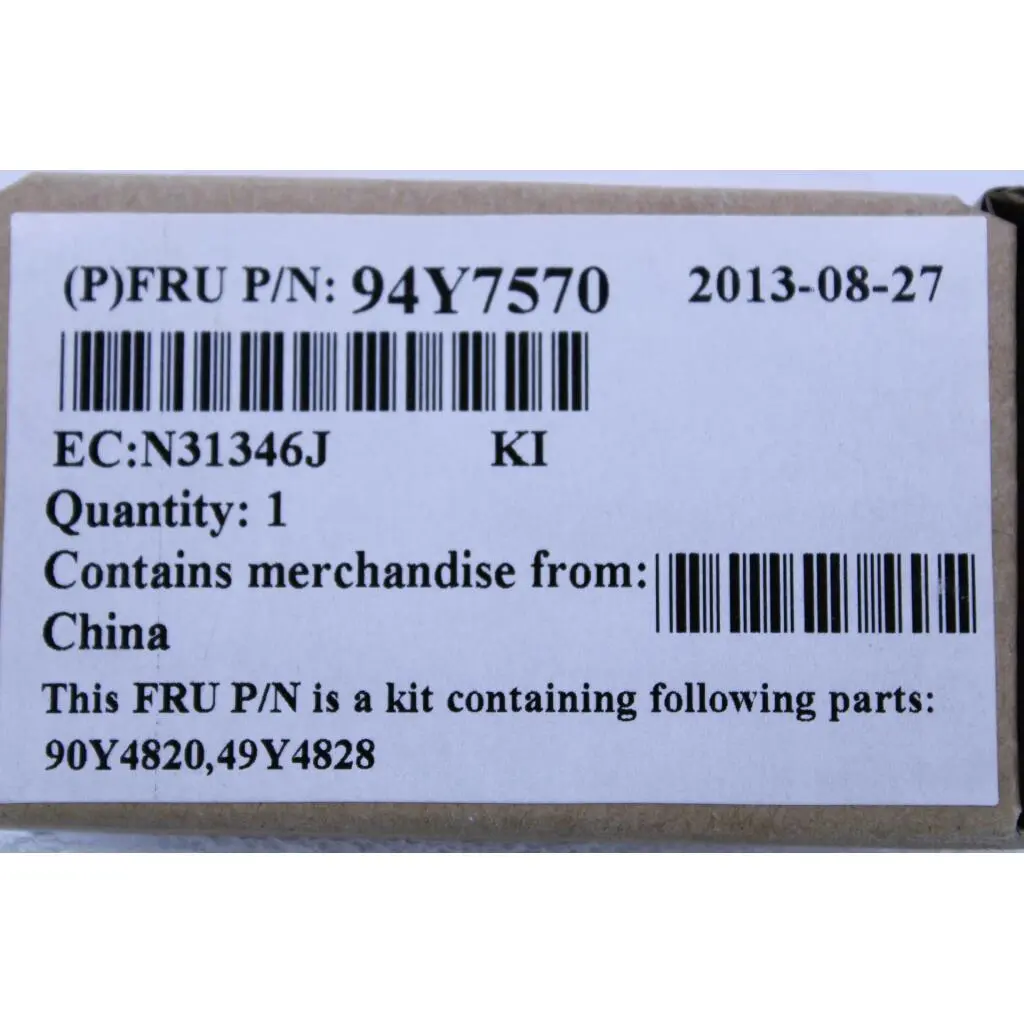 (P)FRU P/N: 94Y7570 2013-08-27
EC:N31346J KI
Quantity: 1
Contains merchandise from:
China
This FRU P/N is a kit containing following parts:
90Y4820,49Y4828